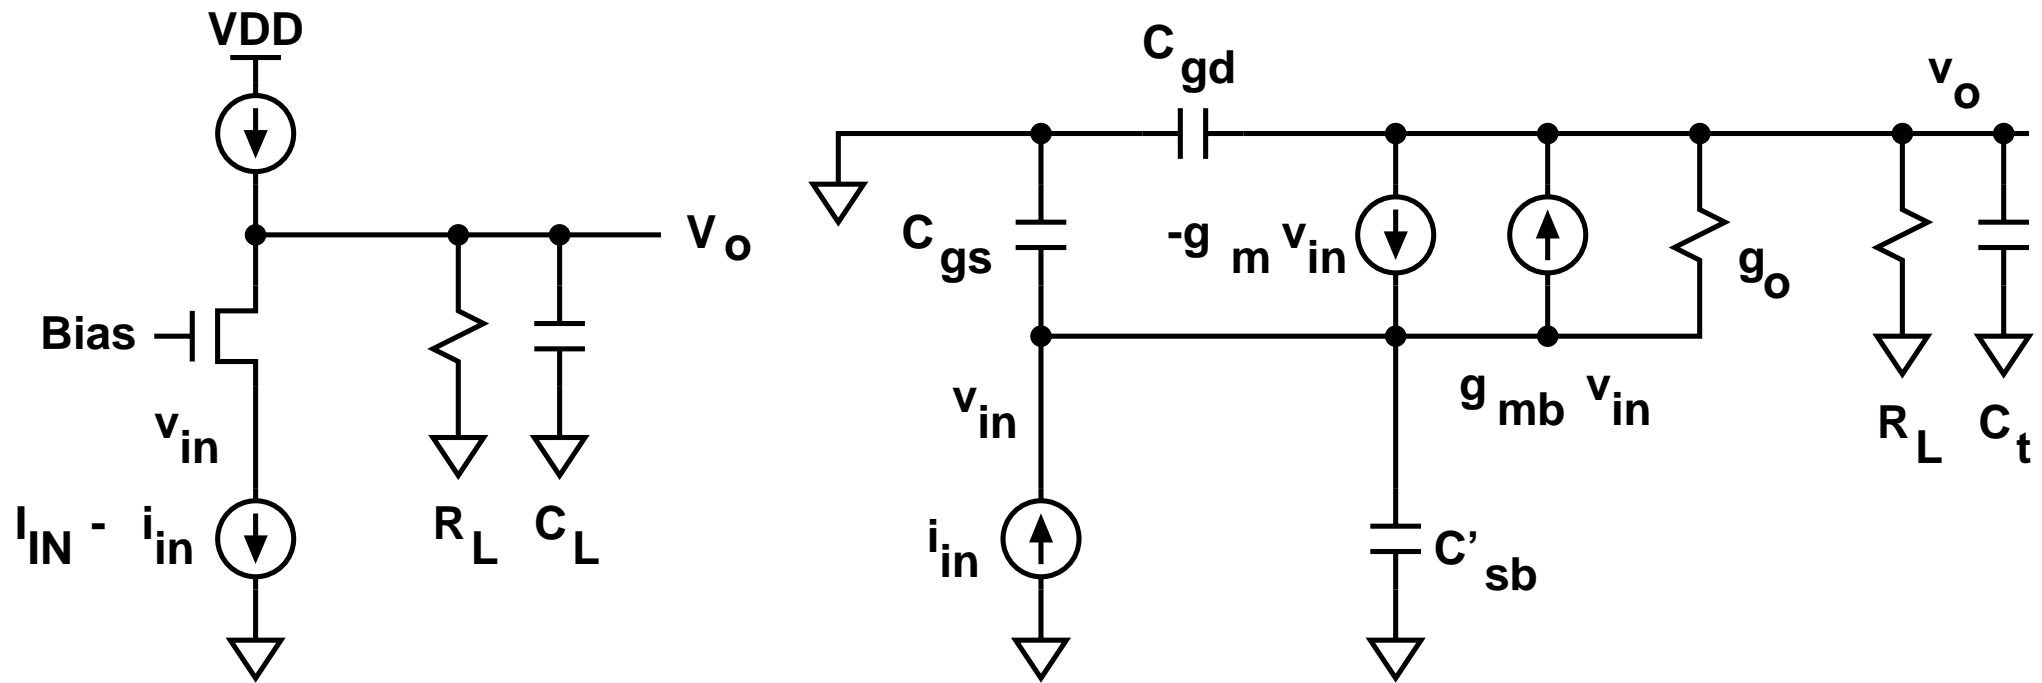 VDD
V o
Bias
v in
I IN - i in
R L
C L
C gd
v o
C gs
-g m v in
g o
v in
g mb v in
R L
C t
i in
C’ sb